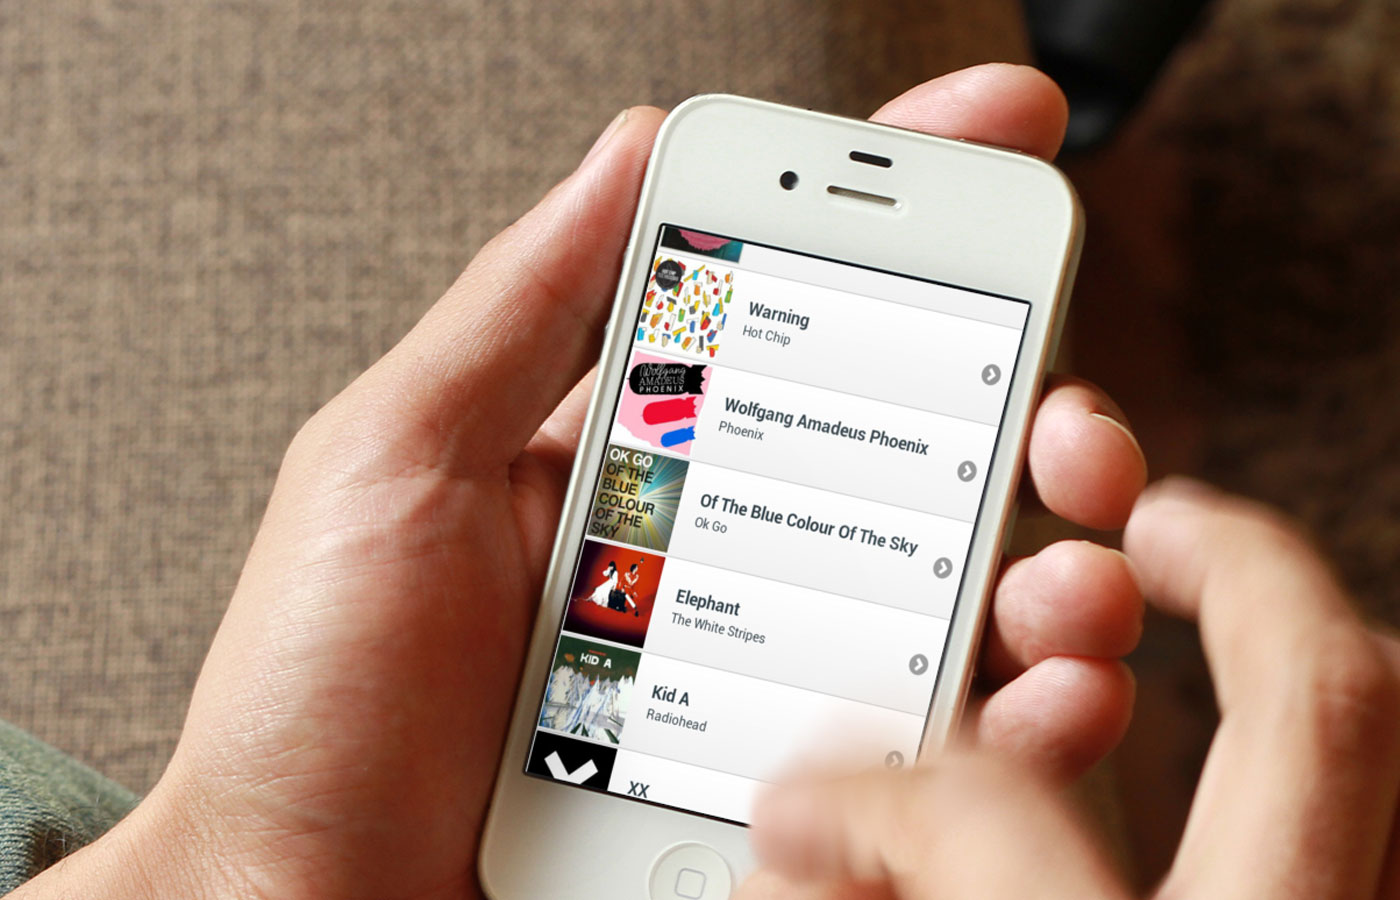 Warning
Hot Chip
Wolfgang
AMADEUS
PHOENIX
Wolfgang Amadeus Phoenix
Phoenix
OK GO
OF THE
BLUE
COLOUR
OF THE
SKY
Of The Blue Colour Of The Sky
Ok Go
Elephant
The White Stripes
KID A
Kid A
Radiohead
XX